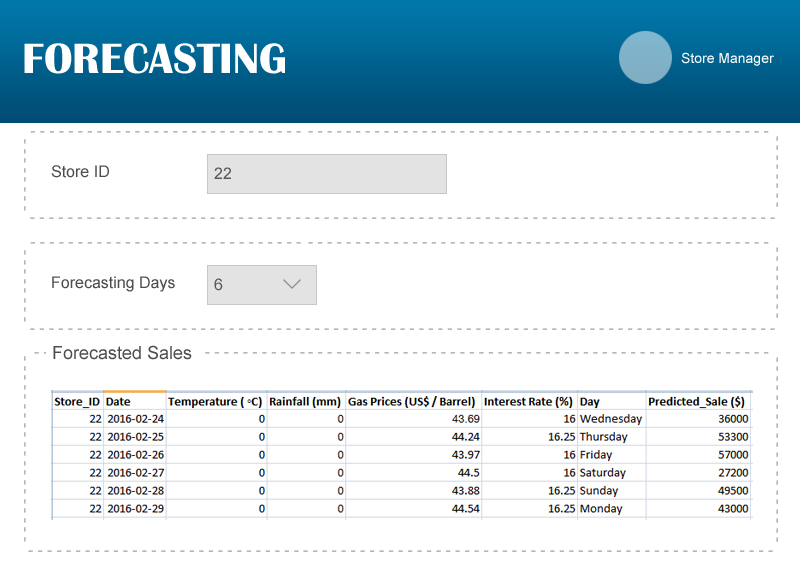 FORECASTING
Store Manager
Store ID
22
Forecasting Days
6
Forecasted Sales
Store_ID Date Temperature ( °C) Rainfall (mm) Gas Prices (US$ / Barrel) Interest Rate (%) Day Predicted_Sale ($)
22 2016-02-24 0 0 43.69 16 Wednesday 36000
22 2016-02-25 0 0 44.24 16.25 Thursday 53300
22 2016-02-26 0 0 43.97 16 Friday 57000
22 2016-02-27 0 0 44.5 16 Saturday 27200
22 2016-02-28 0 0 43.88 16.25 Sunday 49500
22 2016-02-29 0 0 44.54 16.25 Monday 43000